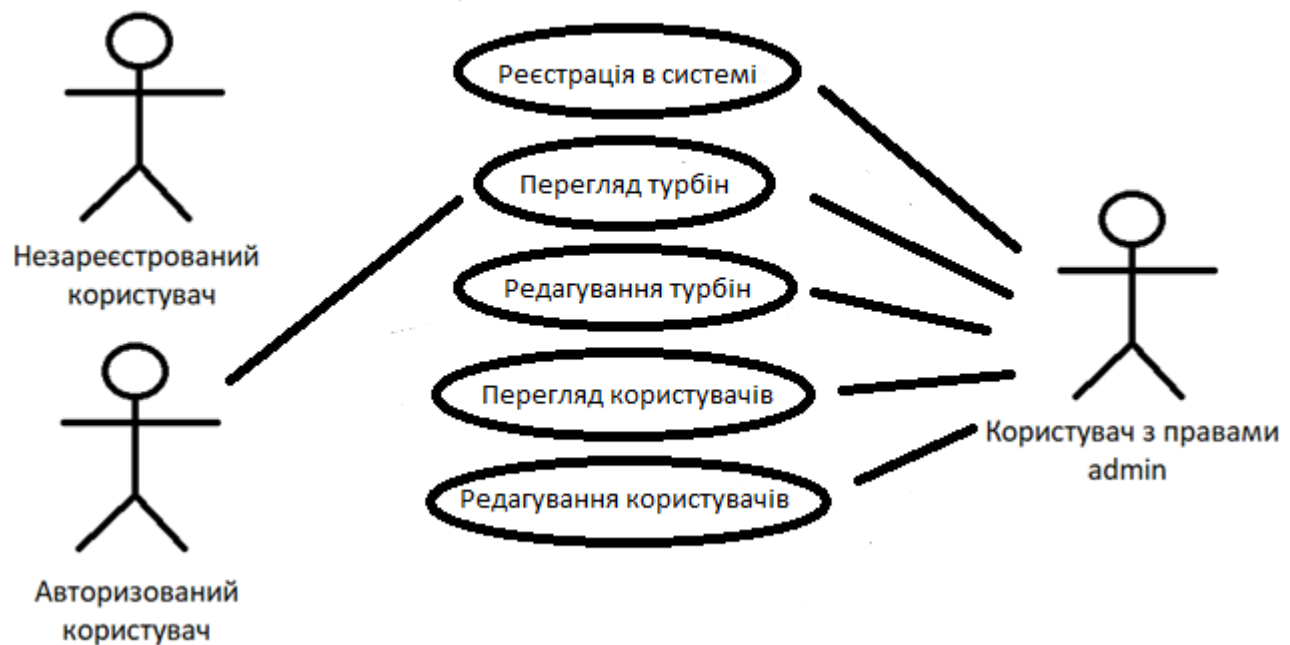 Незареєстрований
користувач
Авторизований
користувач
Реєстрація в системі
Перегляд турбін
Редагування турбін
Перегляд користувачів
Редагування користувачів
Користувач з правами
admin